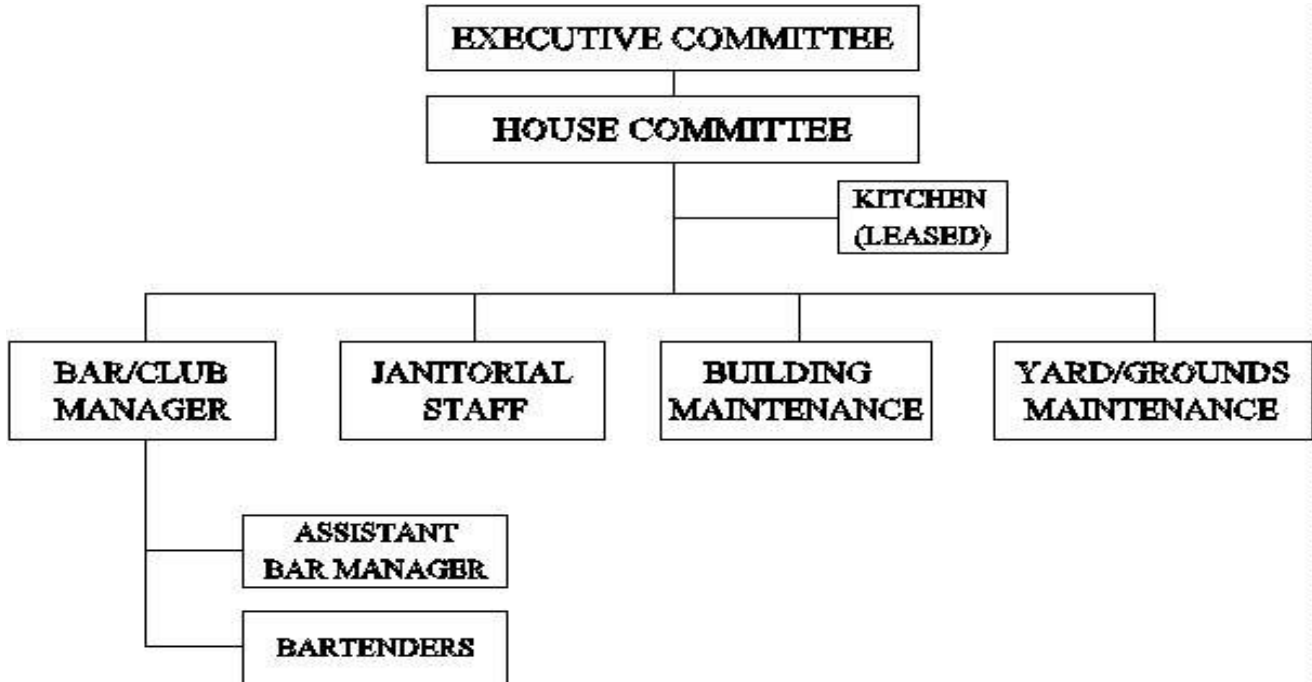 EXECUTIVE COMMITTEE
HOUSE COMMITTEE
KITCHEN
(LEASED)
BAR/CLUB
MANAGER
JANITORIAL
STAFF
BUILDING
MAINTENANCE
YARD/GROUNDS
MAINTENANCE
ASSISTANT
BAR MANAGER
BARTENDERS